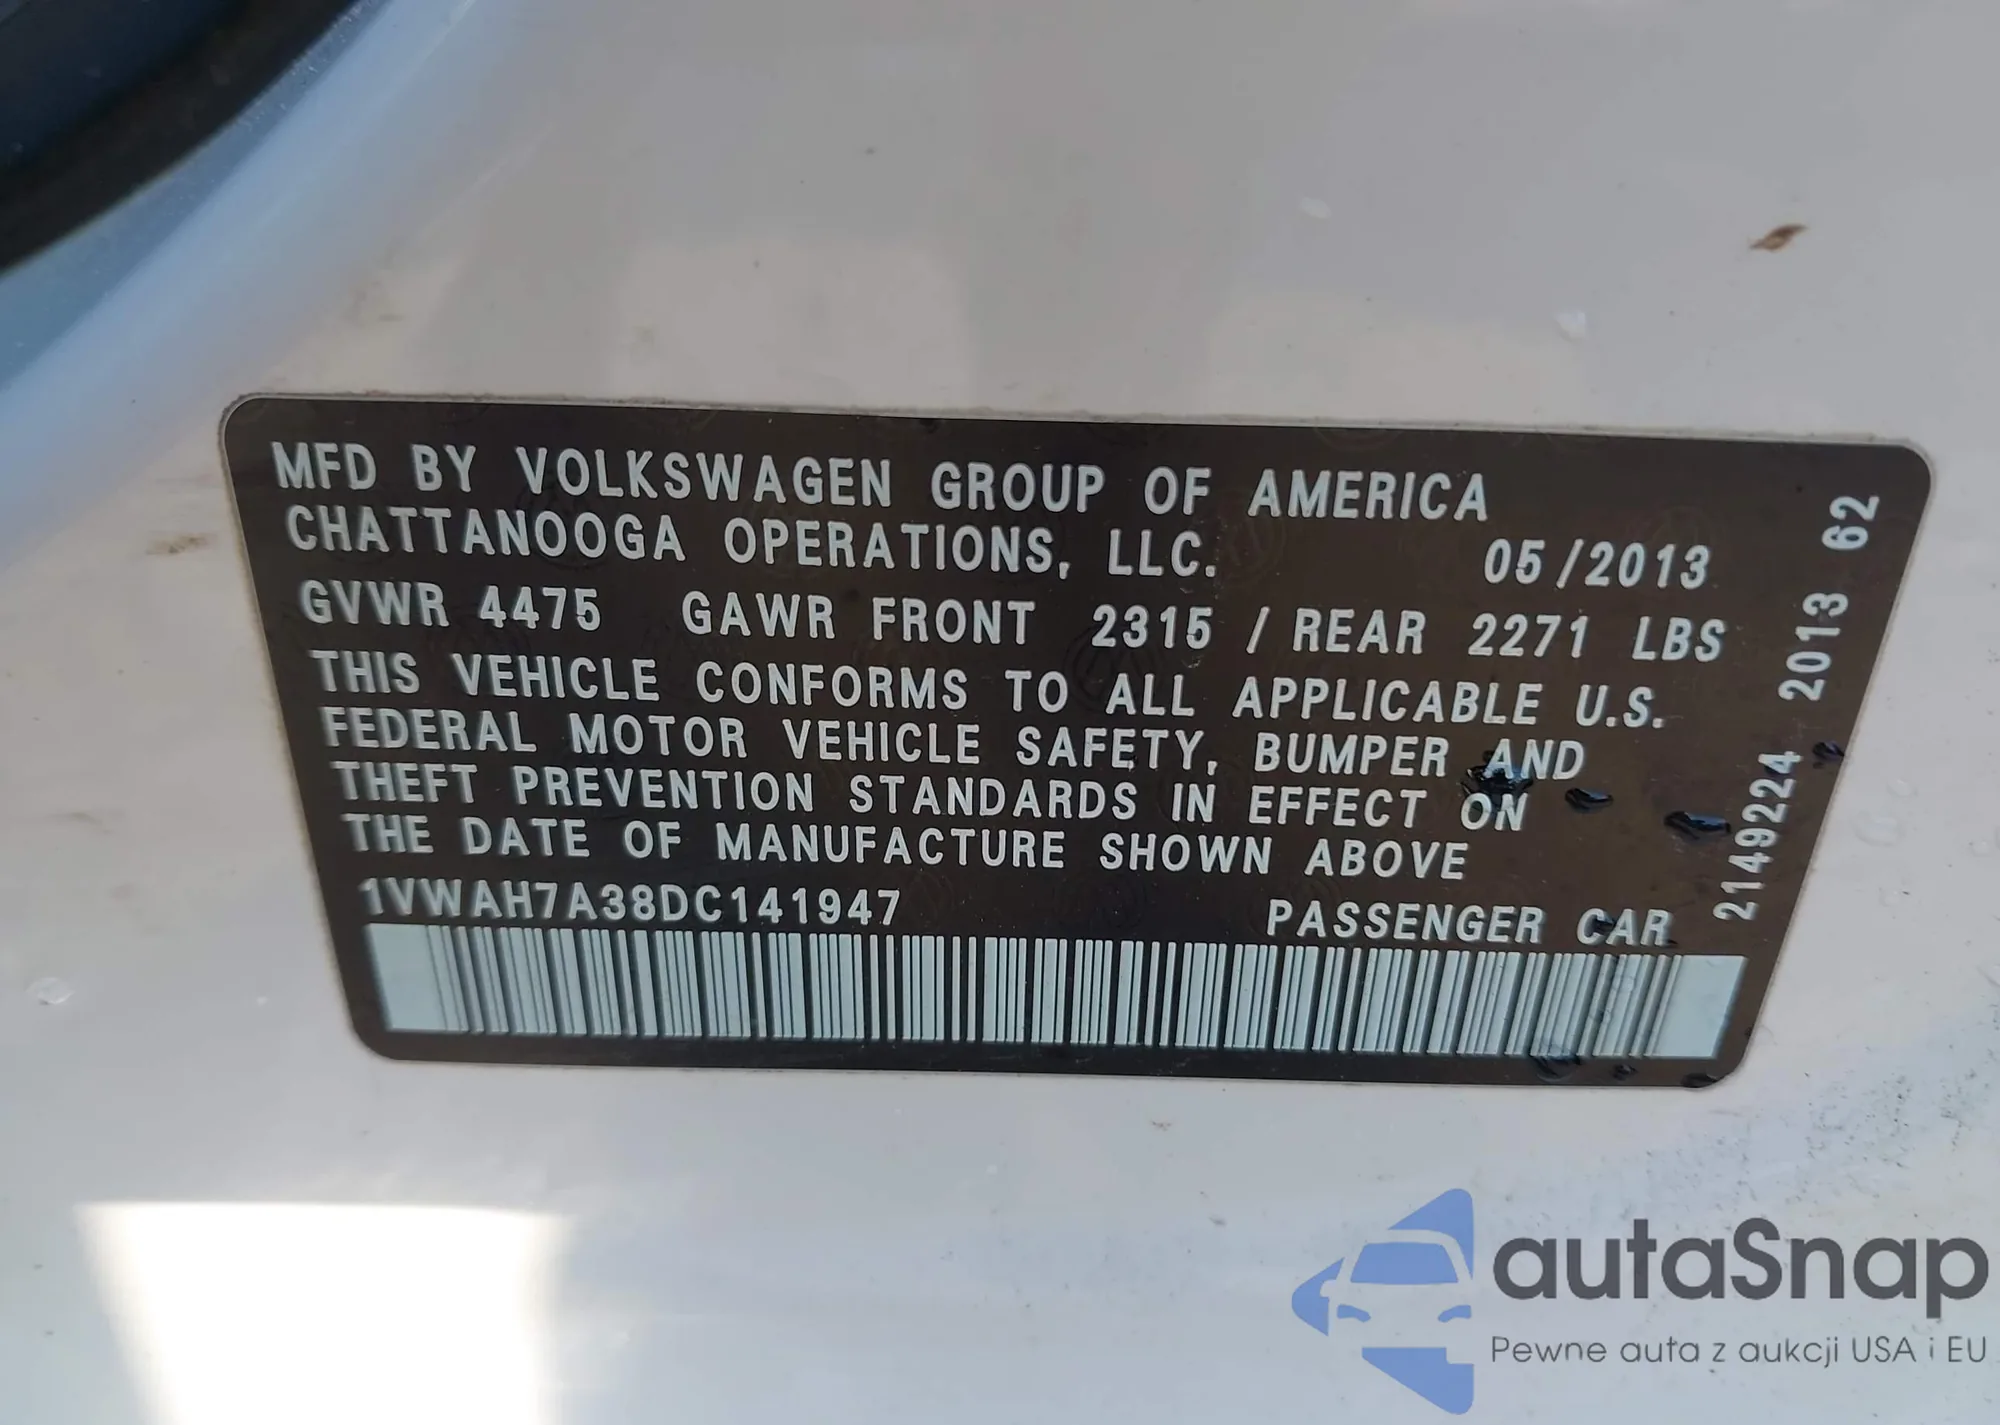 MFD BY VOLKSWAGEN GROUP OF AMERICA
CHATTANOOGA OPERATIONS, LLC. 05/2013
GVWR 4475 GAWR FRONT 2315 / REAR 2271 LBS
THIS VEHICLE CONFORMS TO ALL APPLICABLE U.S.
FEDERAL MOTOR VEHICLE SAFETY, BUMPER AND
THEFT PREVENTION STANDARDS IN EFFECT ON
THE DATE OF MANUFACTURE SHOWN ABOVE
1VWAH7A38DC141947 PASSENGER CAR
2149224 2013 62
autaSnap
Pewne auta z aukcji USA i EU